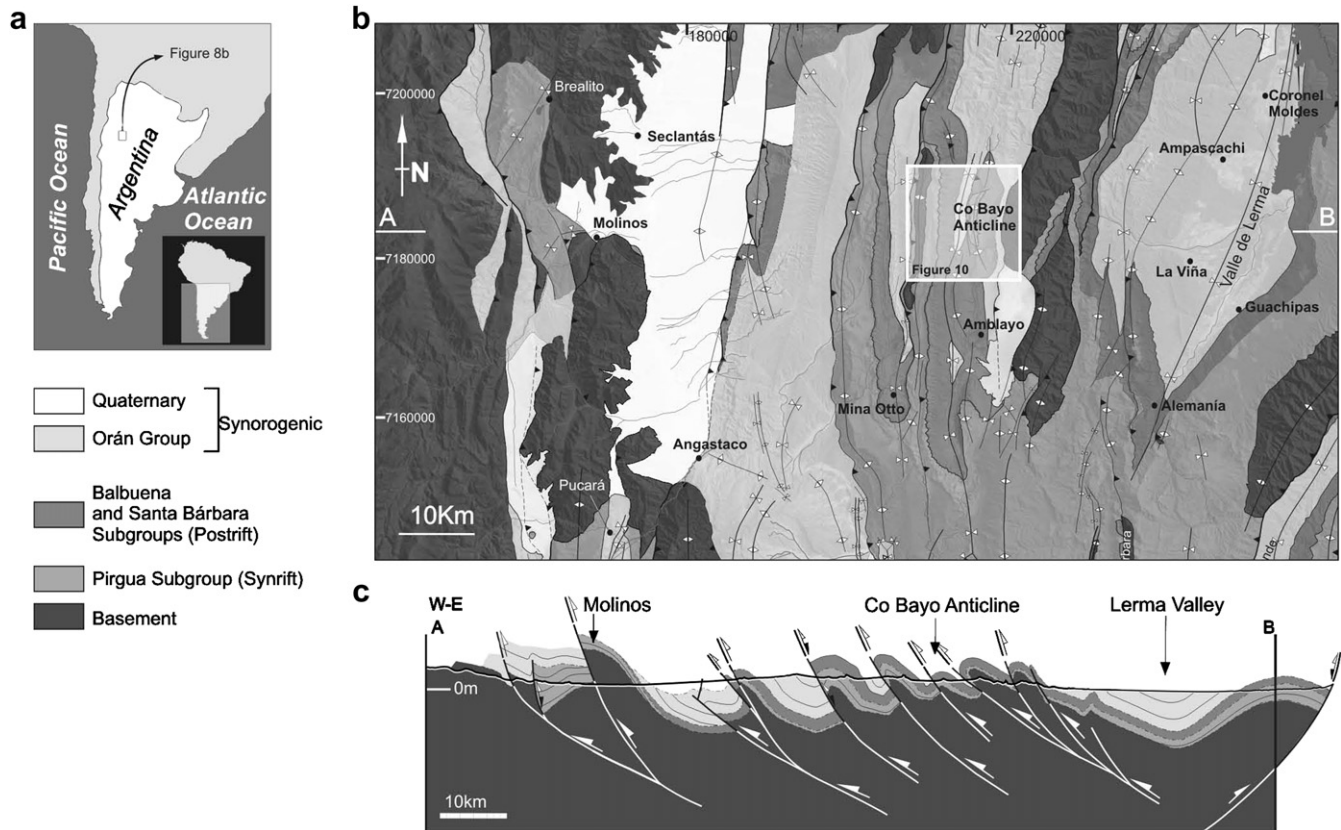 a
Figure 8b
Pacific Ocean
Argentina
Atlantic
Ocean
Quaternary
Orán Group
Synorogenic
Balbuena
and Santa Bárbara
Subgroups (Postrift)
Pirgua Subgroup (Synrift)
Basement
b
180000
220000
7200000
7180000
7160000
N
A
B
10Km
Brealito
Seclantás
Molinos
Coronel
Moldes
Ampascachi
Co Bayo
Anticline
Figure 10
Valle de Lerma
La Viña
Guachipas
Amblayo
Mina Otto
Alemanía
Angastaco
Pucará
c
W-E
A
Molinos
Co Bayo Anticline
Lerma Valley
B
0m
10km